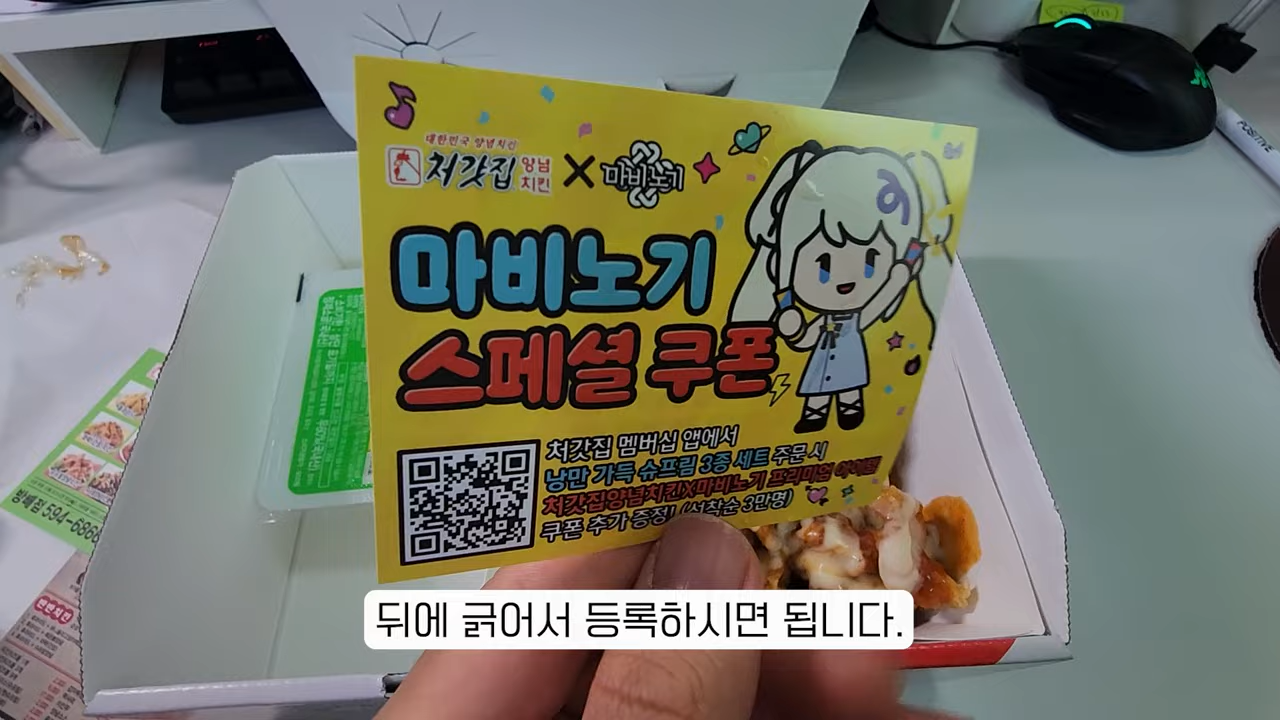 대한민국 양념치킨
처갓집 양념 치킨 X 마비노기
마비노기
스페셜 쿠폰
처갓집 멤버십 앱에서
낭만 가득 슈프림 3종 세트 주문 시
처갓집양념치킨X마비노기 프리미엄 아이템
쿠폰 추가 증정! (선착순 3만명)
방배점 594-686
POSITIVE
뒤에 긁어서 등록하시면 됩니다.